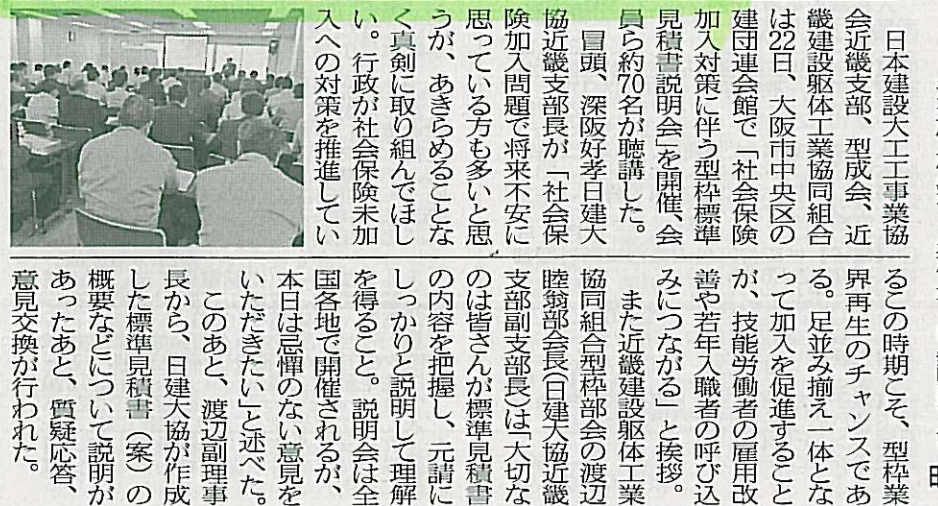 日本建設大工工事業協
会近畿支部、型成会、近
畿建設躯体工業協同組合
は22日、大阪市中央区の
建団連会館で「社会保険
加入対策に伴う型枠標準
見積書説明会」を開催、会
員ら約70名が聴講した。
　冒頭、深阪好孝日建大
協近畿支部長が「社会保
険加入問題で将来不安に
思っている方も多いと思
うが、あきらめることな
く真剣に取り組んでほし
い。行政が社会保険未加
入への対策を推進してい
るこの時期こそ、型枠業
界再生のチャンスであ
る。足並み揃え一体とな
って加入を促進すること
が、技能労働者の雇用改
善や若年入職者の呼び込
みにつながる」と挨拶。
　また近畿建設躯体工業
協同組合型枠部会の渡辺
睦翁部会長(日建大協近畿
支部副支部長)は「大切な
のは皆さんが標準見積書
の内容を把握し、元請に
しっかりと説明して理解
を得ること。説明会は全
国各地で開催されるが、
本日は忌憚のない意見を
いただきたい」と述べた。
　このあと、渡辺副理事
長から、日建大協が作成
した標準見積書（案）の
概要などについて説明が
あったあと、質疑応答、
意見交換が行われた。